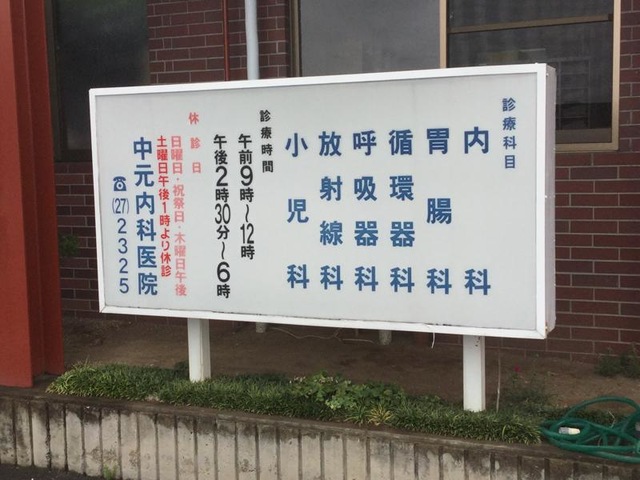 診療科目
内科
胃腸科
循環器科
呼吸器科
放射線科
小児科
診療時間
午前9時〜12時
午後2時30分〜6時
休診日
日曜日・祝祭日・木曜日午後
土曜日午後1時より休診
中元内科医院
☎(27)2325